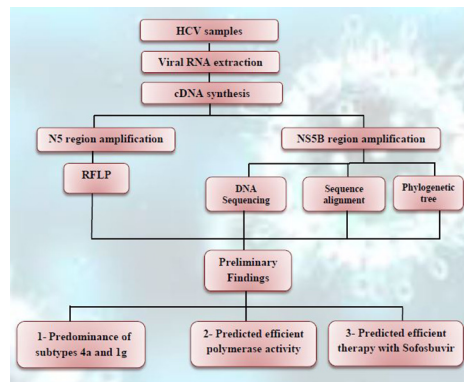 HCV samples
Viral RNA extraction
cDNA synthesis
N5 region amplification
NS5B region amplification
RFLP
DNA
Sequencing
Sequence
alignment
Phylogenetic
tree
Preliminary
Findings
1- Predominance of
subtypes 4a and 1g
2- Predicted efficient
polymerase activity
3- Predicted efficient
therapy with Sofosbuvir